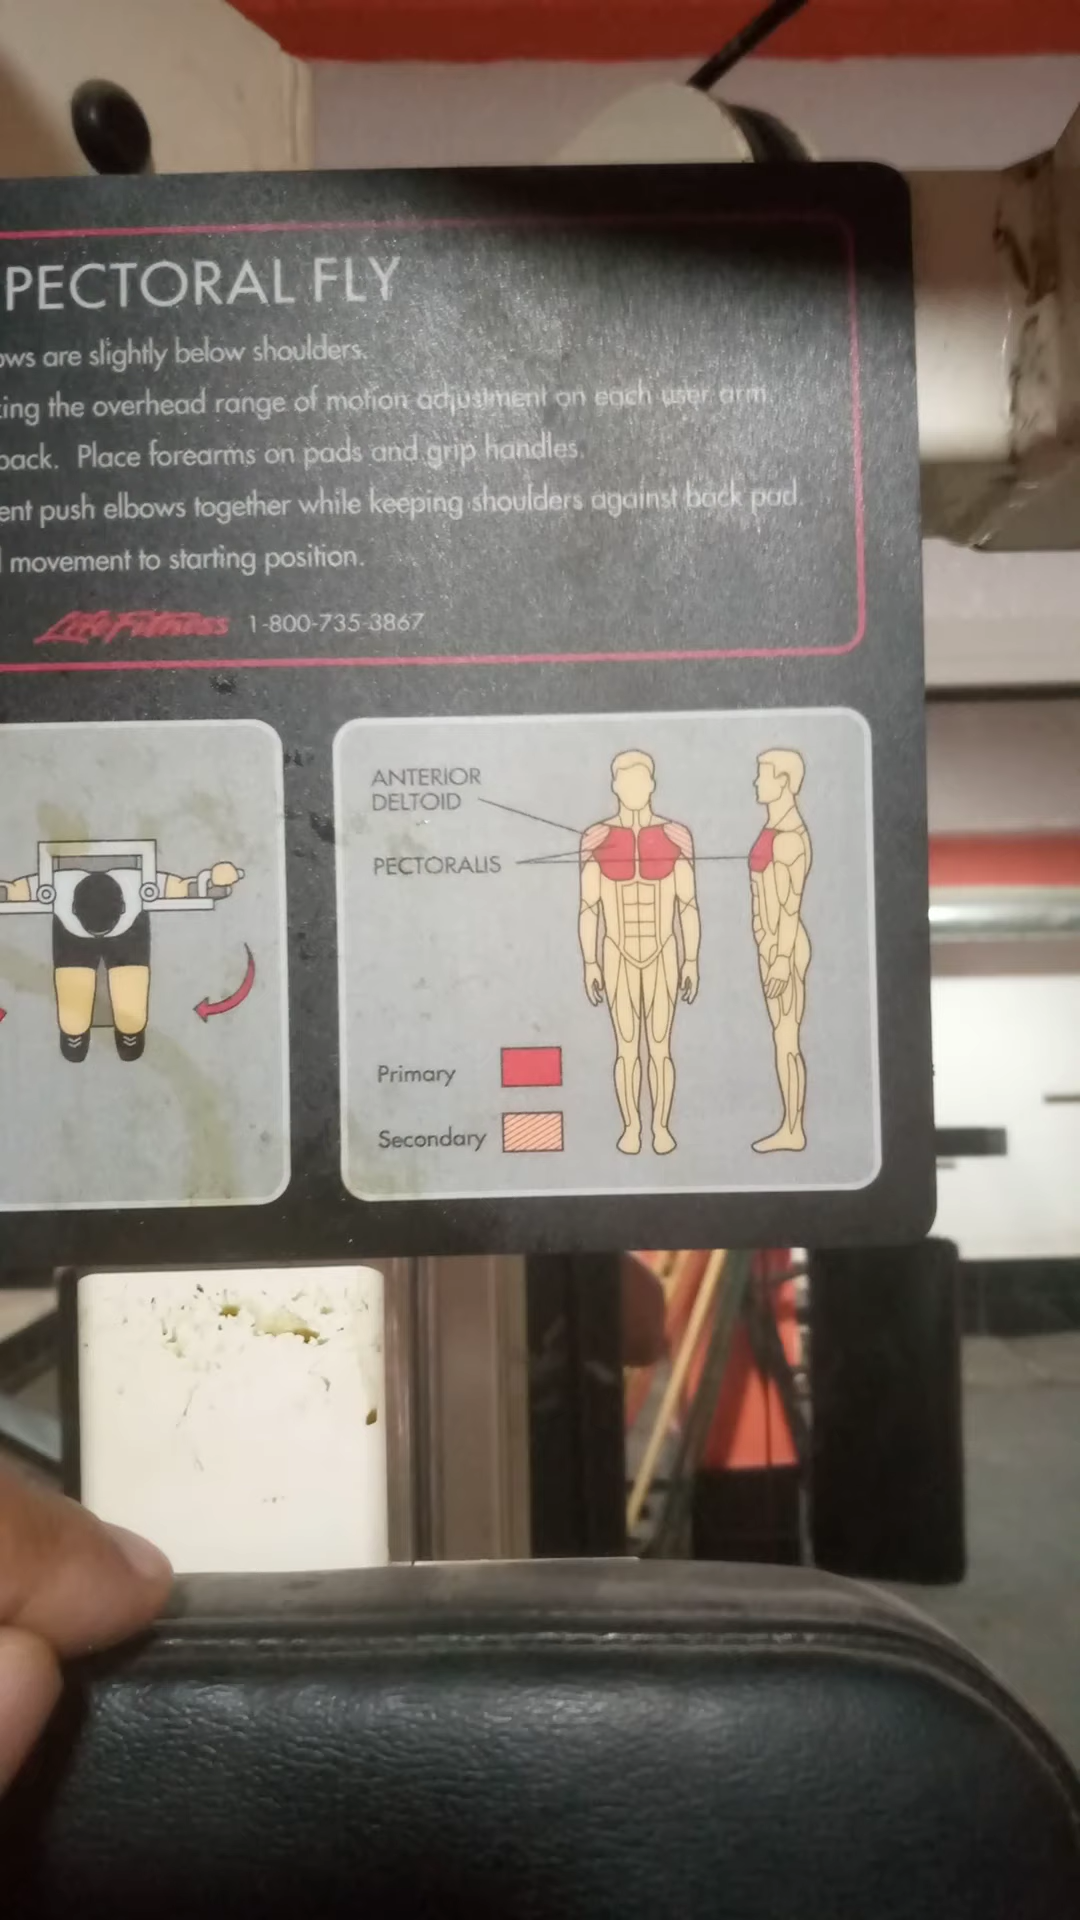 PECTORAL FLY
ows are slightly below shoulders.
ing the overhead range of motion adjustment on each user arm.
back. Place forearms on pads and grip handles.
ent push elbows together while keeping shoulders against back pad.
movement to starting position.
Life Fitness 1-800-735-3867
ANTERIOR
DELTOID
PECTORALIS
Primary
Secondary